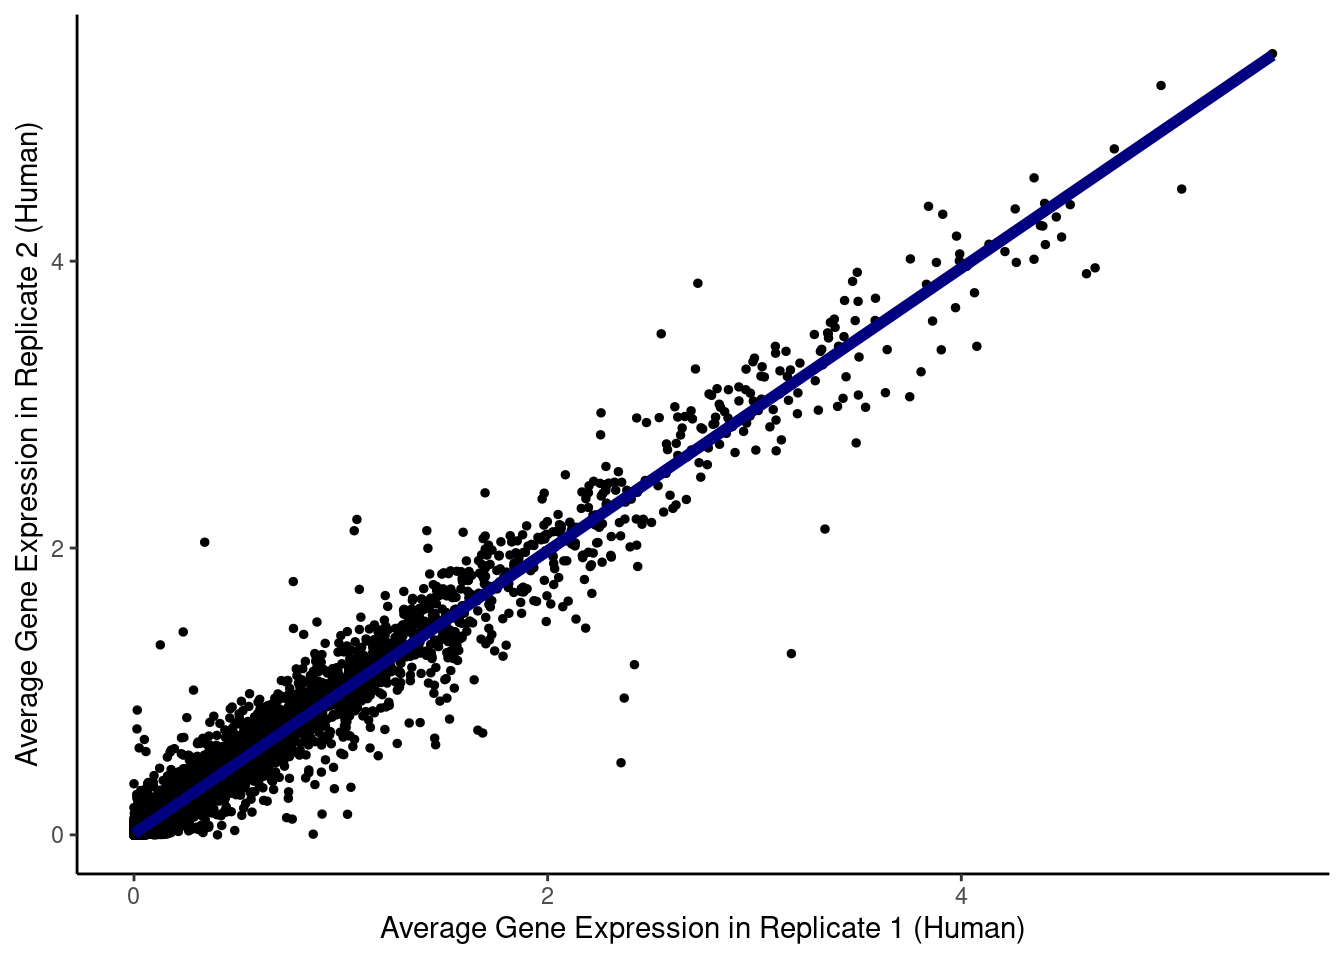 Average Gene Expression in Replicate 2 (Human)
4
2
0
0 2 4
Average Gene Expression in Replicate 1 (Human)